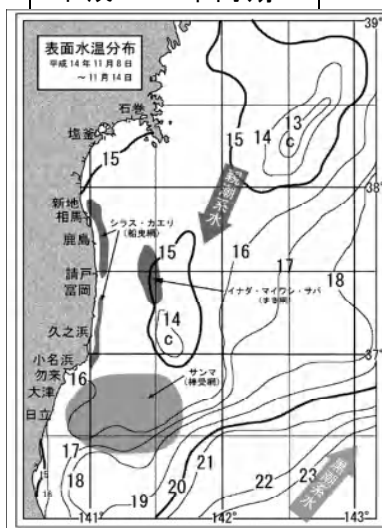 表面水温分布
平成14年11月8日
～11月14日
39°
石巻
塩釜
15
15
14
13
C
38°
新地
相馬
鹿島
請戸
富岡
久之浜
小名浜
勿来
大津
日立
シラス・カエリ
(船曳網)
親潮系水
15
16
17
18
イナダ・マイワシ・サバ
(まき網)
14
C
37°
サンマ
(棒受網)
16
17
18
19
20
21
22
23
黒潮系水
15
16
141°
142°
143°